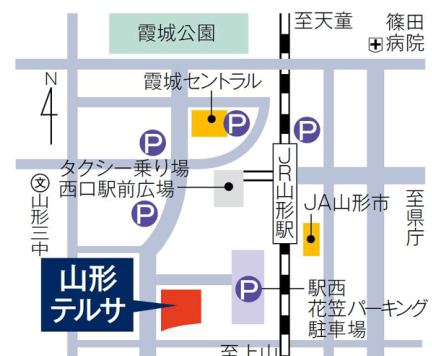 至天童
篠田
病院
霞城公園
N
霞城セントラル
P
P
P
タクシー乗り場
西口駅前広場
JR山形駅
文
山形三中
P
JA山形市
至県庁
山形
テルサ
P
駅西
花笠パーキング
駐車場
至上山